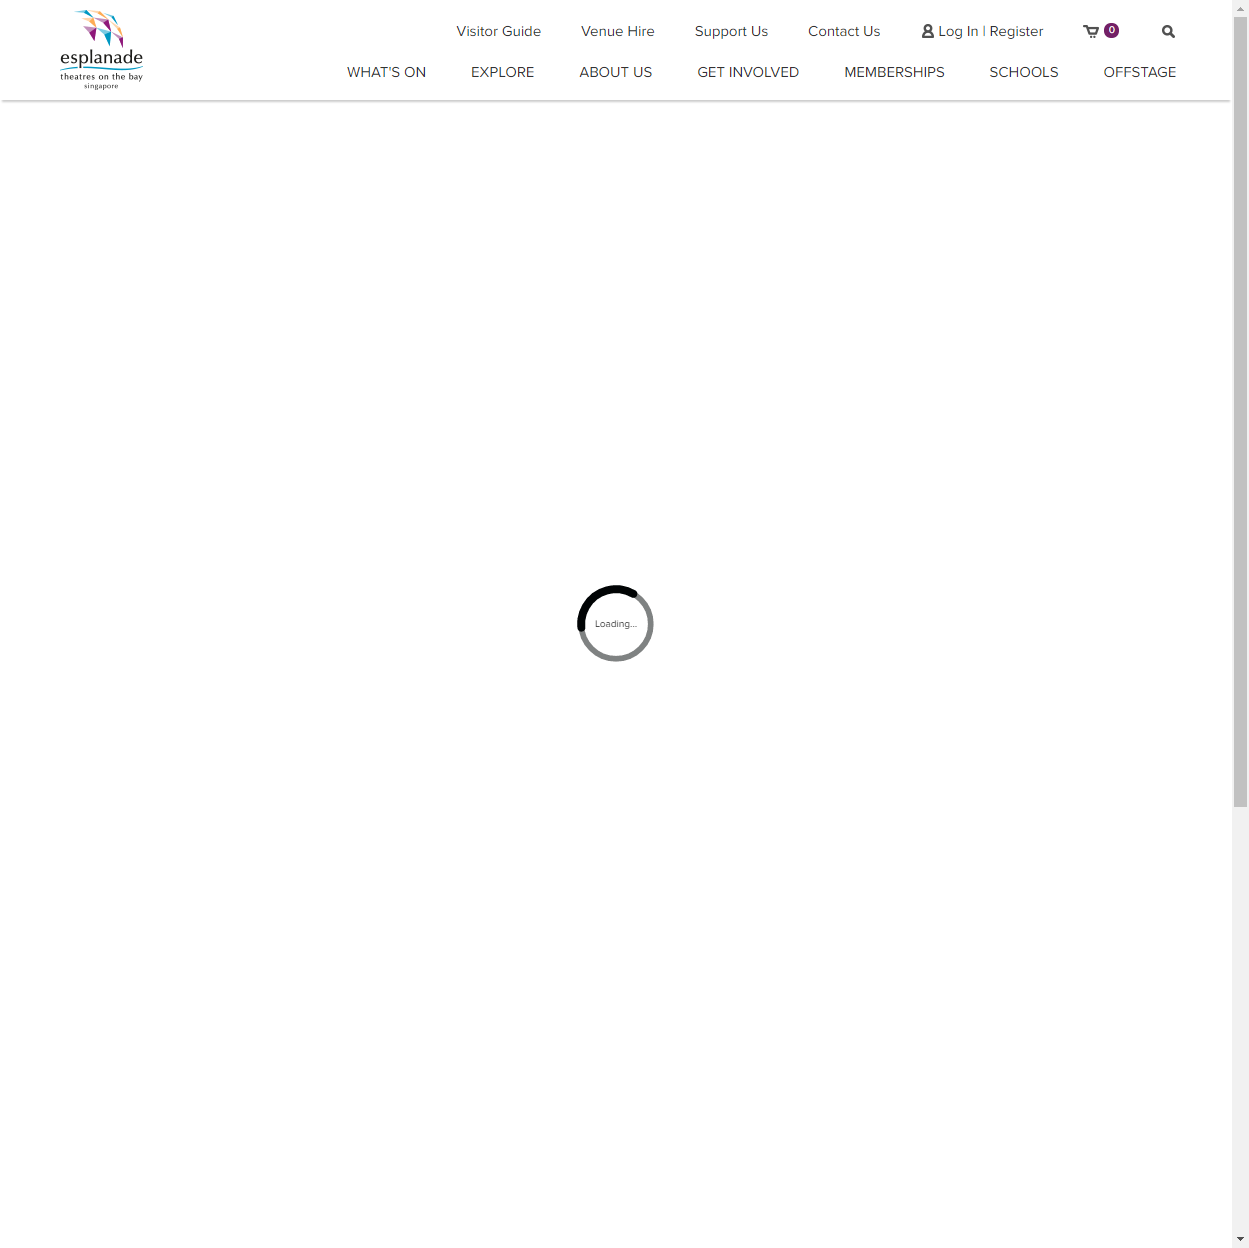 esplanade
theatres on the bay
singapore
Visitor Guide
Venue Hire
Support Us
Contact Us
Log In | Register
0
WHAT'S ON
EXPLORE
ABOUT US
GET INVOLVED
MEMBERSHIPS
SCHOOLS
OFFSTAGE
Loading...